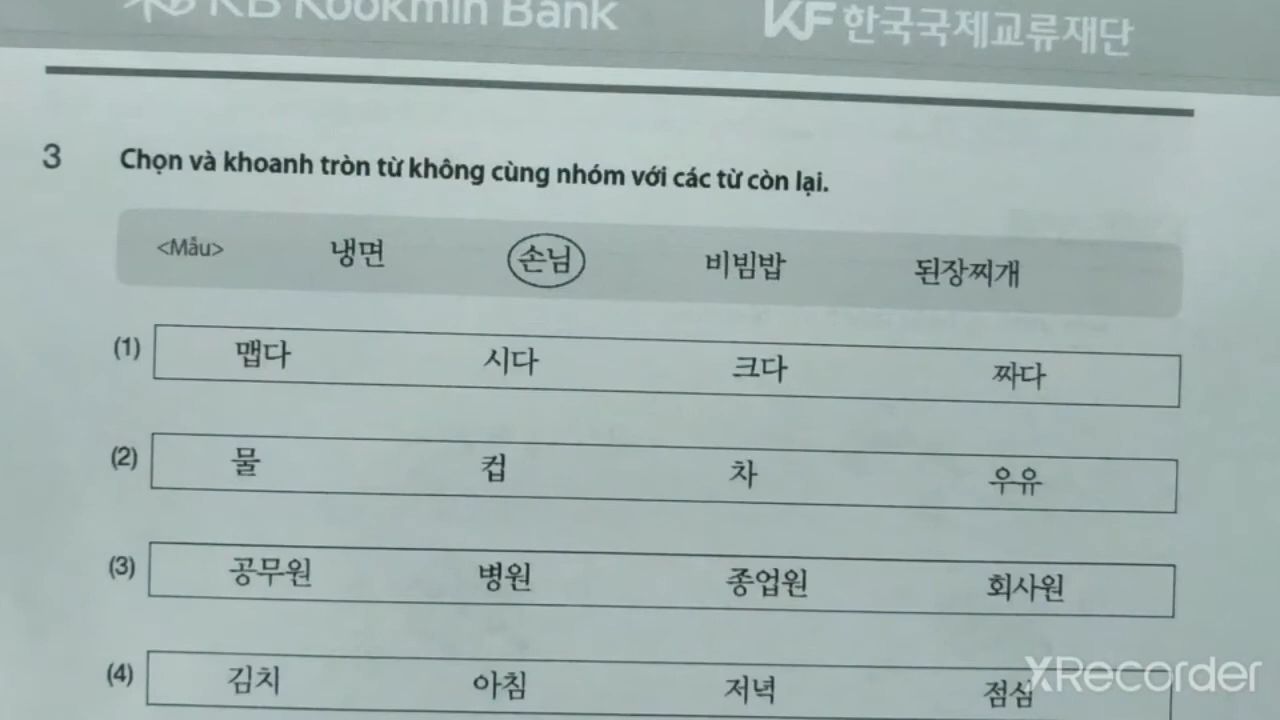 KB Kookmin Bank KF 한국국제교류재단
3 Chọn và khoanh tròn từ không cùng nhóm với các từ còn lại.
<Mẫu> 냉면 손님 비빔밥 된장찌개
(1) 맵다 시다 크다 짜다
(2) 물 컵 차 우유
(3) 공무원 병원 종업원 회사원
(4) 김치 아침 저녁 점심
XRecorder